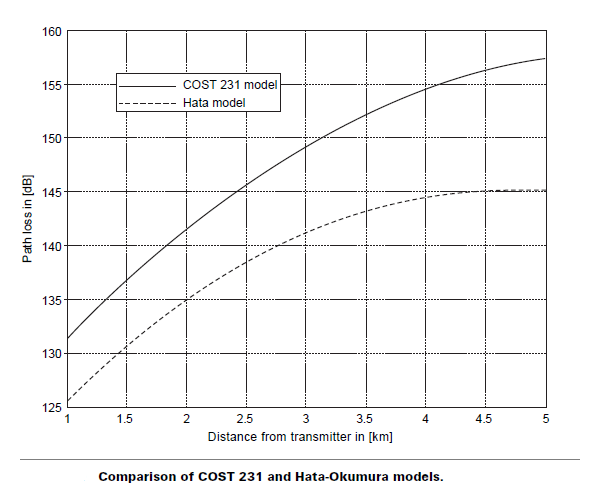 160
155
150
145
140
135
130
125
Path loss in [dB]
COST 231 model
Hata model
1 1.5 2 2.5 3 3.5 4 4.5 5
Distance from transmitter in [km]
Comparison of COST 231 and Hata-Okumura models.